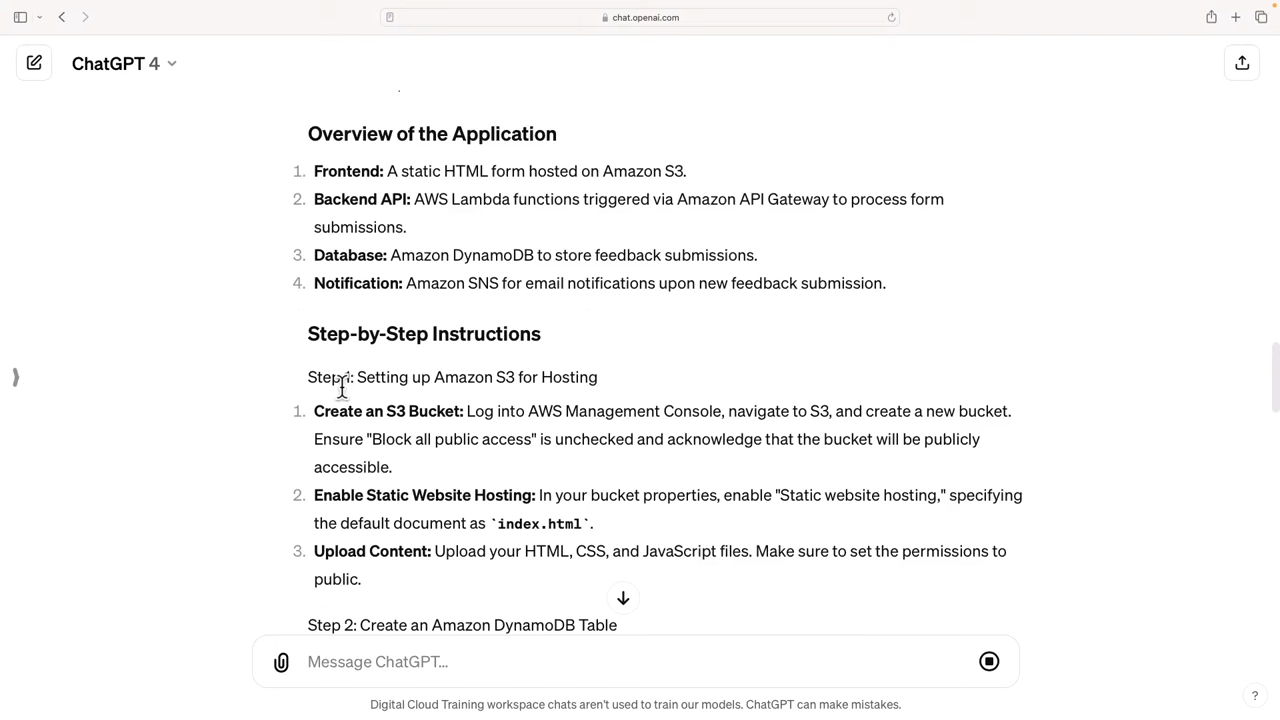 chat.openai.com
ChatGPT 4
Overview of the Application
1. Frontend: A static HTML form hosted on Amazon S3.
2. Backend API: AWS Lambda functions triggered via Amazon API Gateway to process form
submissions.
3. Database: Amazon DynamoDB to store feedback submissions.
4. Notification: Amazon SNS for email notifications upon new feedback submission.
Step-by-Step Instructions
Step 1: Setting up Amazon S3 for Hosting
1. Create an S3 Bucket: Log into AWS Management Console, navigate to S3, and create a new bucket.
Ensure "Block all public access" is unchecked and acknowledge that the bucket will be publicly
accessible.
2. Enable Static Website Hosting: In your bucket properties, enable "Static website hosting," specifying
the default document as `index.html`.
3. Upload Content: Upload your HTML, CSS, and JavaScript files. Make sure to set the permissions to
public.
Step 2: Create an Amazon DynamoDB Table
Message ChatGPT...
Digital Cloud Training workspace chats aren't used to train our models. ChatGPT can make mistakes.
?